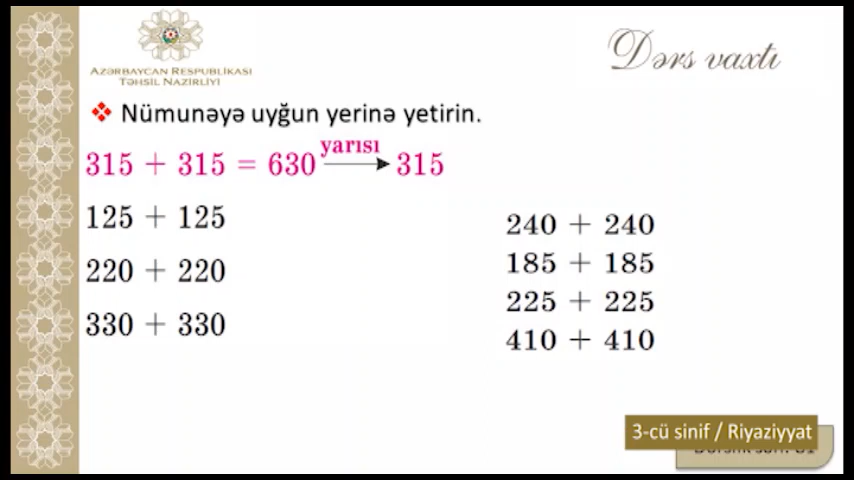 AZƏRBAYCAN RESPUBLİKASI
TƏHSİL NAZİRLİYİ
Dərs vaxtı
❖ Nümunəyə uyğun yerinə yetirin.
315 + 315 = 630 yarısı → 315
125 + 125
220 + 220
330 + 330
240 + 240
185 + 185
225 + 225
410 + 410
3-cü sinif / Riyaziyyat